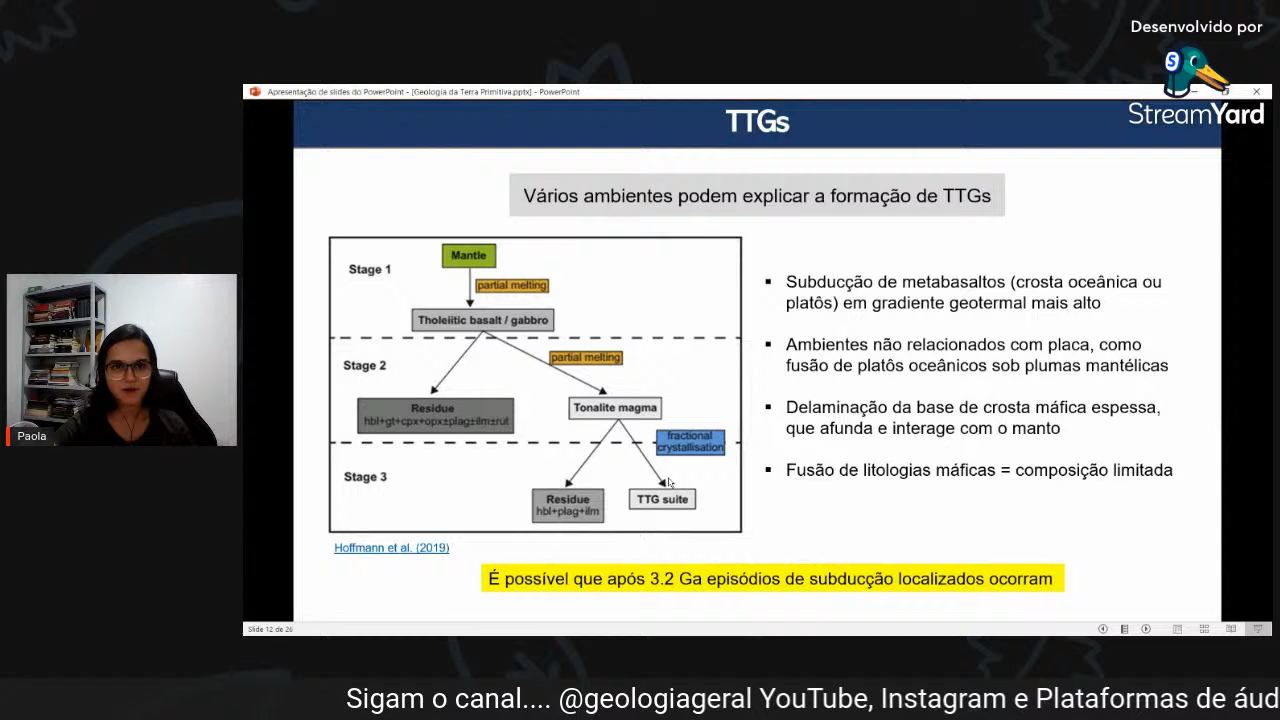 Desenvolvido por
StreamYard
Apresentação de slides do PowerPoint - [Geologia da Terra Primitiva.pptx] - PowerPoint
TTGs
Vários ambientes podem explicar a formação de TTGs
Stage 1
Mantle
partial melting
Tholeiitic basalt / gabbro
Stage 2
partial melting
Residue
hbl+gt+cpx+opx±plag±ilm±rut
Tonalite magma
fractional
crystallisation
Stage 3
Residue
hbl+plag+ilm
TTG suite
Hoffmann et al. (2019)
▪ Subducção de metabasaltos (crosta oceânica ou
platôs) em gradiente geotermal mais alto
▪ Ambientes não relacionados com placa, como
fusão de platôs oceânicos sob plumas mantélicas
▪ Delaminação da base de crosta máfica espessa,
que afunda e interage com o manto
▪ Fusão de litologias máficas = composição limitada
É possível que após 3.2 Ga episódios de subducção localizados ocorram
Slide 12 de 26
Paola
Sigam o canal.... @geologiageral YouTube, Instagram e Plataformas de áud